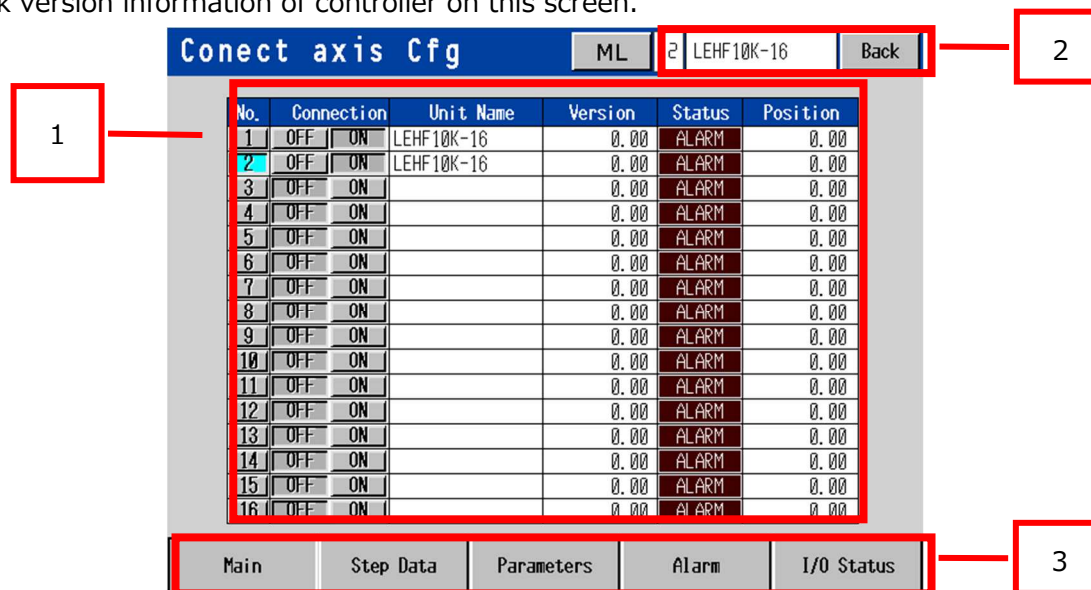 k version information of controller on this screen.
Conect axis Cfg ML 2 LEHF10K-16 Back
2
1
No. Connection Unit Name Version Status Position
1 OFF ON LEHF10K-16 0.00 ALARM 0.00
2 OFF ON LEHF10K-16 0.00 ALARM 0.00
3 OFF ON 0.00 ALARM 0.00
4 OFF ON 0.00 ALARM 0.00
5 OFF ON 0.00 ALARM 0.00
6 OFF ON 0.00 ALARM 0.00
7 OFF ON 0.00 ALARM 0.00
8 OFF ON 0.00 ALARM 0.00
9 OFF ON 0.00 ALARM 0.00
10 OFF ON 0.00 ALARM 0.00
11 OFF ON 0.00 ALARM 0.00
12 OFF ON 0.00 ALARM 0.00
13 OFF ON 0.00 ALARM 0.00
14 OFF ON 0.00 ALARM 0.00
15 OFF ON 0.00 ALARM 0.00
16 OFF ON 0.00 ALARM 0.00
Main Step Data Parameters Alarm I/O Status
3